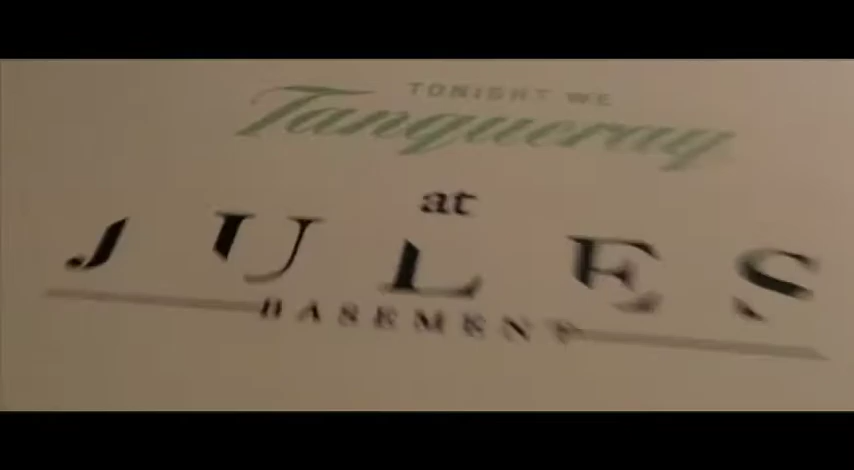 TONIGHT WE
Tanqueray
at
JULES
BASEMENT